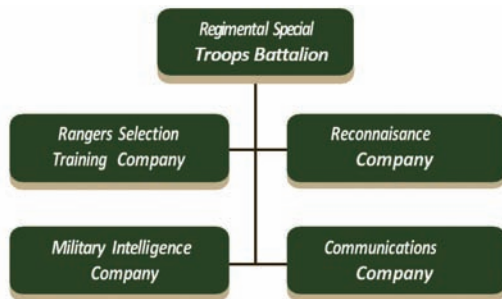 Regimental Special
Troops Battalion
Rangers Selection
Training Company
Reconnaisance
Company
Military Intelligence
Company
Communications
Company